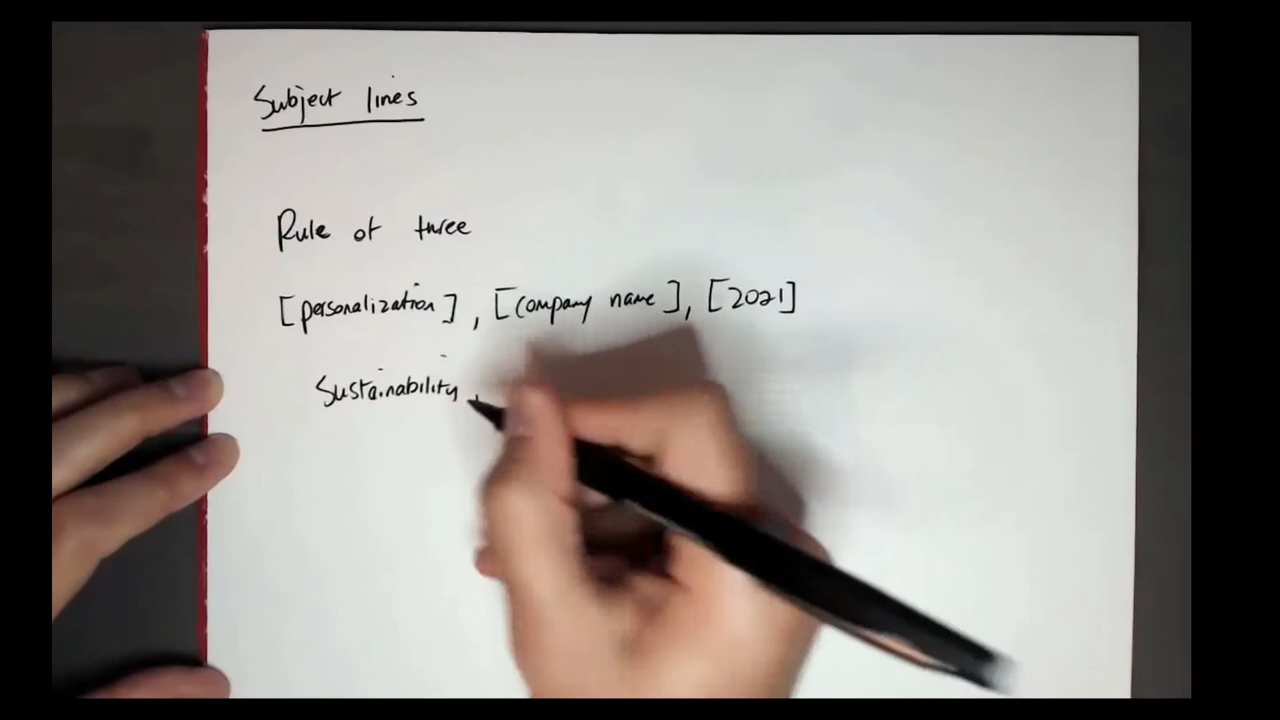 Subject lines
Rule of three
[personalization], [company name], [2021]
Sustainability,